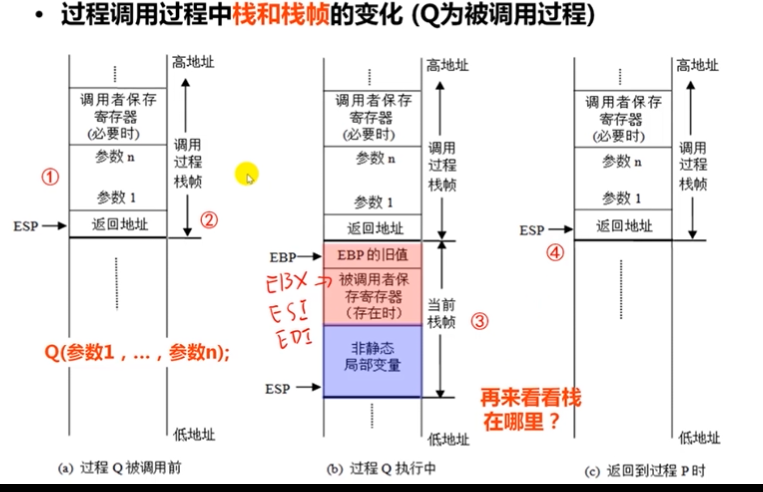 • 过程调用过程中栈和栈帧的变化 (Q为被调用过程)
高地址
调用者保存
寄存器
(必要时)
参数 n
参数 1
返回地址
调用
过程
栈帧
①
②
ESP
Q(参数1，…，参数n);
低地址
(a) 过程 Q 被调用前
高地址
调用者保存
寄存器
(必要时)
参数 n
参数 1
返回地址
调用
过程
栈帧
EBP
EBP 的旧值
被调用者保
存寄存器
（存在时）
EBX
ESI
EDI
非静态
局部变量
当前
栈帧
③
ESP
低地址
(b) 过程 Q 执行中
高地址
调用者保存
寄存器
(必要时)
参数 n
参数 1
返回地址
调用
过程
栈帧
ESP
④
再来看看栈
在哪里？
低地址
(c) 返回到过程 P 时